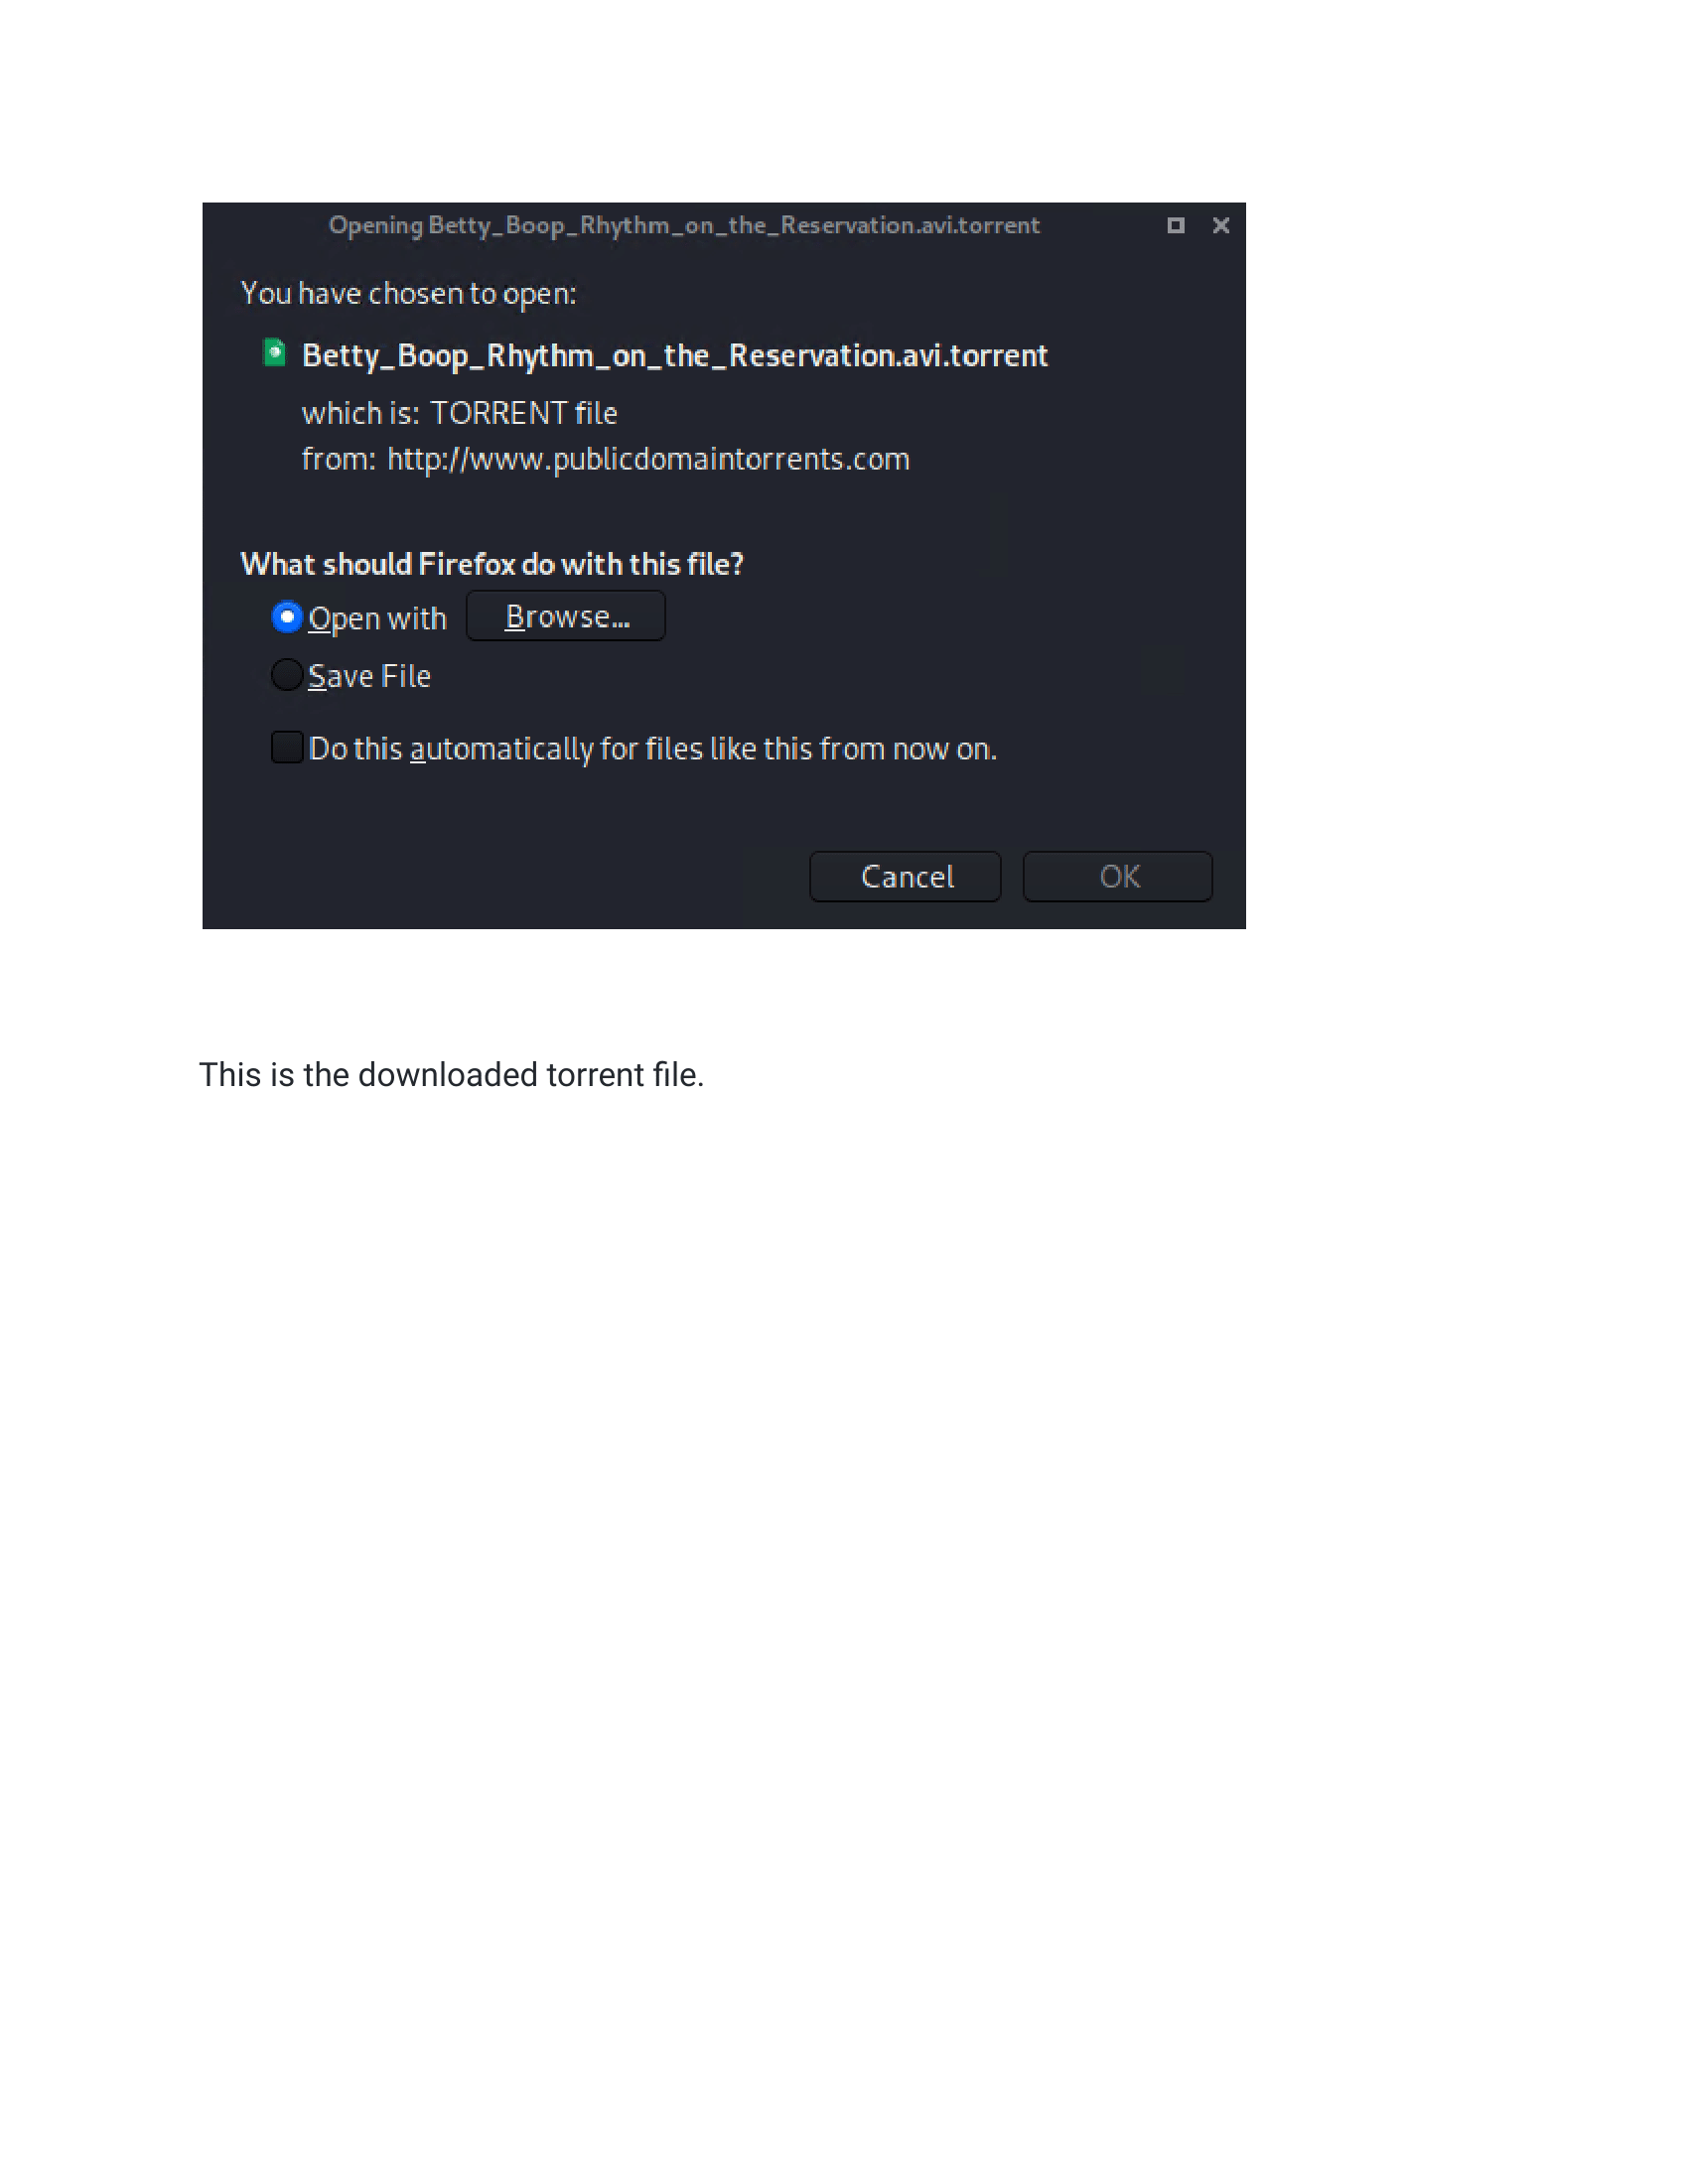 Opening Betty_Boop_Rhythm_on_the_Reservation.avi.torrent
You have chosen to open:
Betty_Boop_Rhythm_on_the_Reservation.avi.torrent
which is: TORRENT file
from: http://www.publicdomaintorrents.com
What should Firefox do with this file?
Open with Browse...
Save File
Do this automatically for files like this from now on.
Cancel OK
This is the downloaded torrent file.